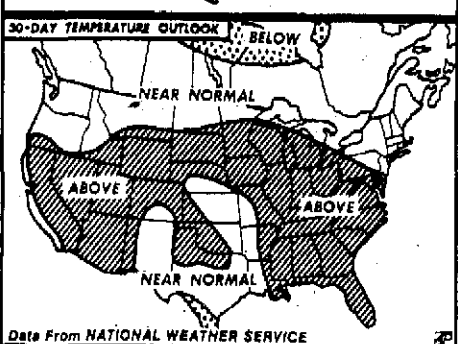 30-DAY TEMPERATURE OUTLOOK
BELOW
NEAR NORMAL
ABOVE
ABOVE
NEAR NORMAL
Data From NATIONAL WEATHER SERVICE
AP